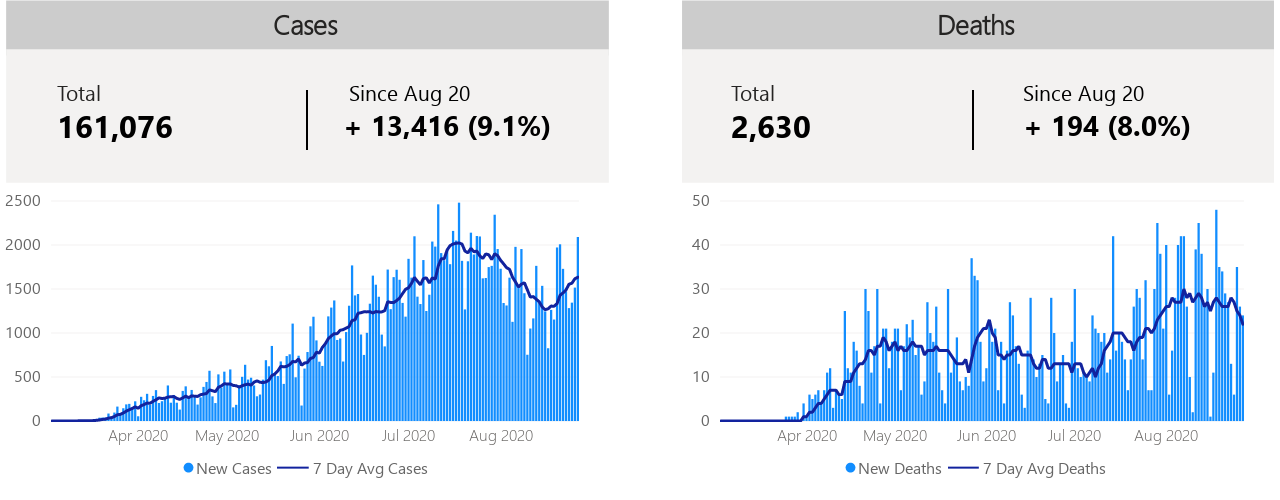 Cases
Total
Since Aug 20
161,076
+ 13,416 (9.1%)
2500
2000
1500
1000
500
0
Apr 2020 May 2020 Jun 2020 Jul 2020 Aug 2020
New Cases 7 Day Avg Cases
Deaths
Total
Since Aug 20
2,630
+ 194 (8.0%)
50
40
30
20
10
0
Apr 2020 May 2020 Jun 2020 Jul 2020 Aug 2020
New Deaths 7 Day Avg Deaths